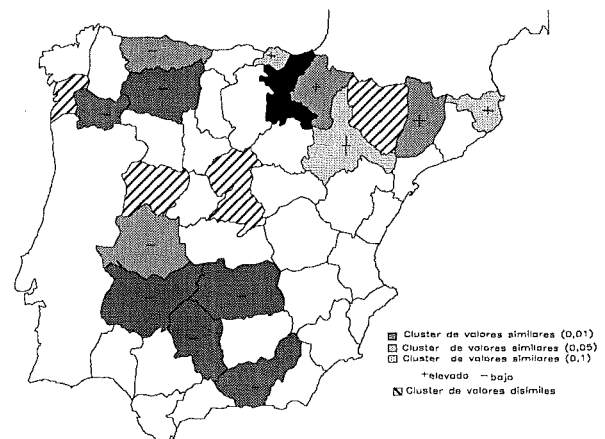 Cluster de valores similares (0,01)
Cluster de valores similares (0,05)
Cluster de valores similares (0,1)
+elevado −bajo
Cluster de valores disímiles